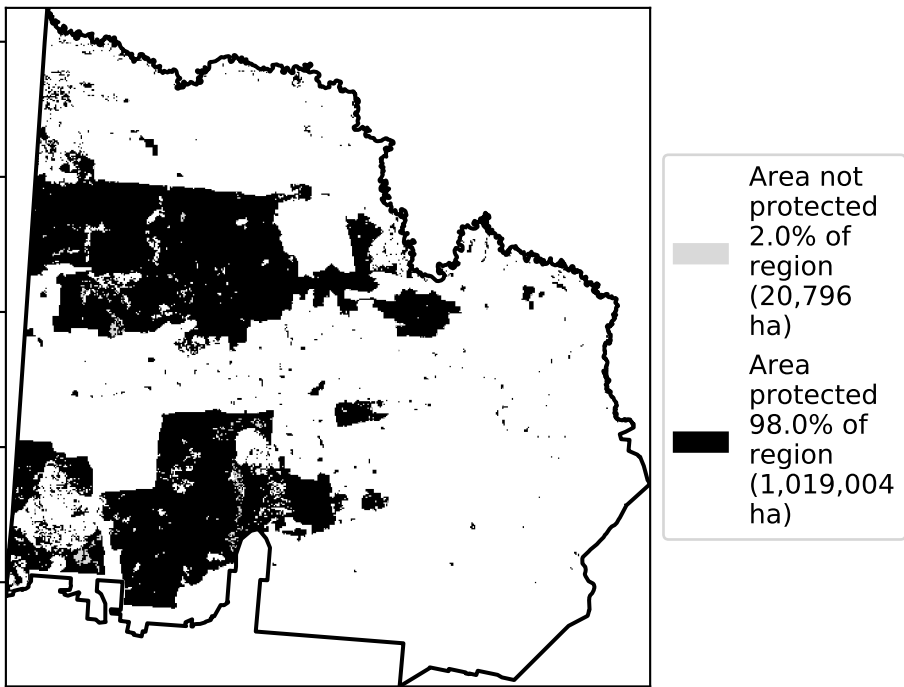 Area not
protected
2.0% of
region
(20,796
ha)
Area
protected
98.0% of
region
(1,019,004
ha)